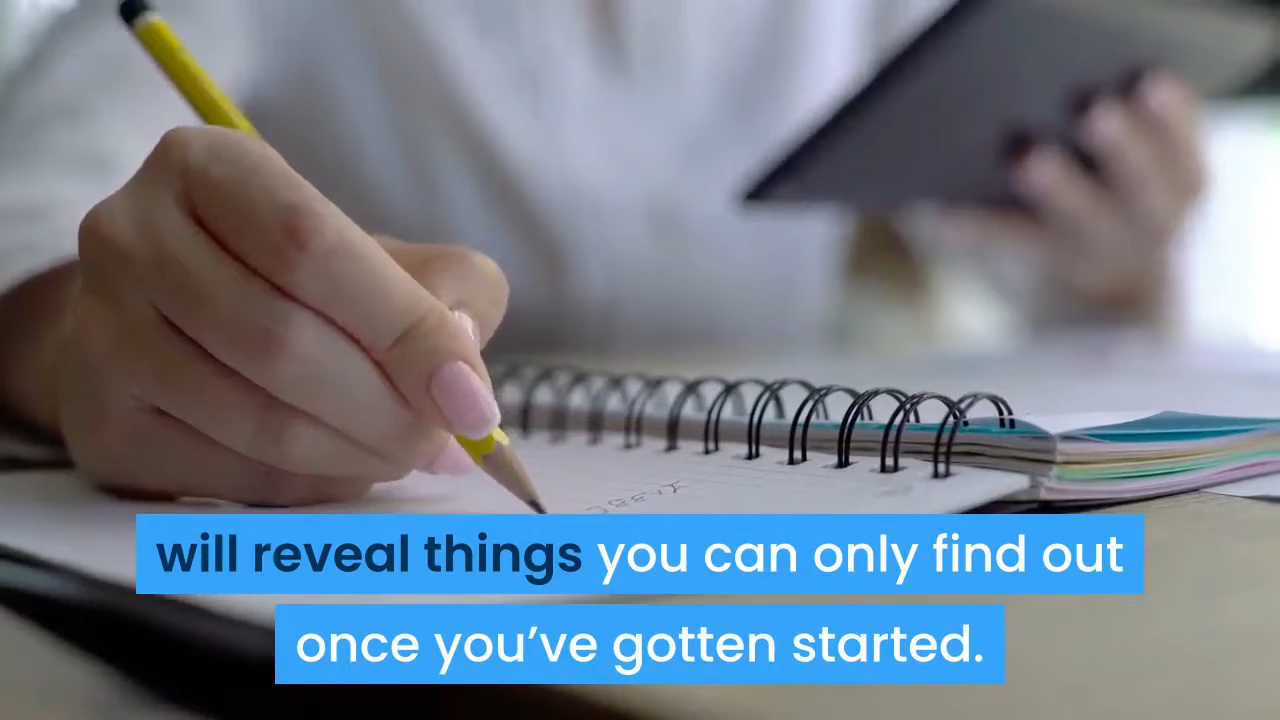 will reveal things you can only find out
once you’ve gotten started.